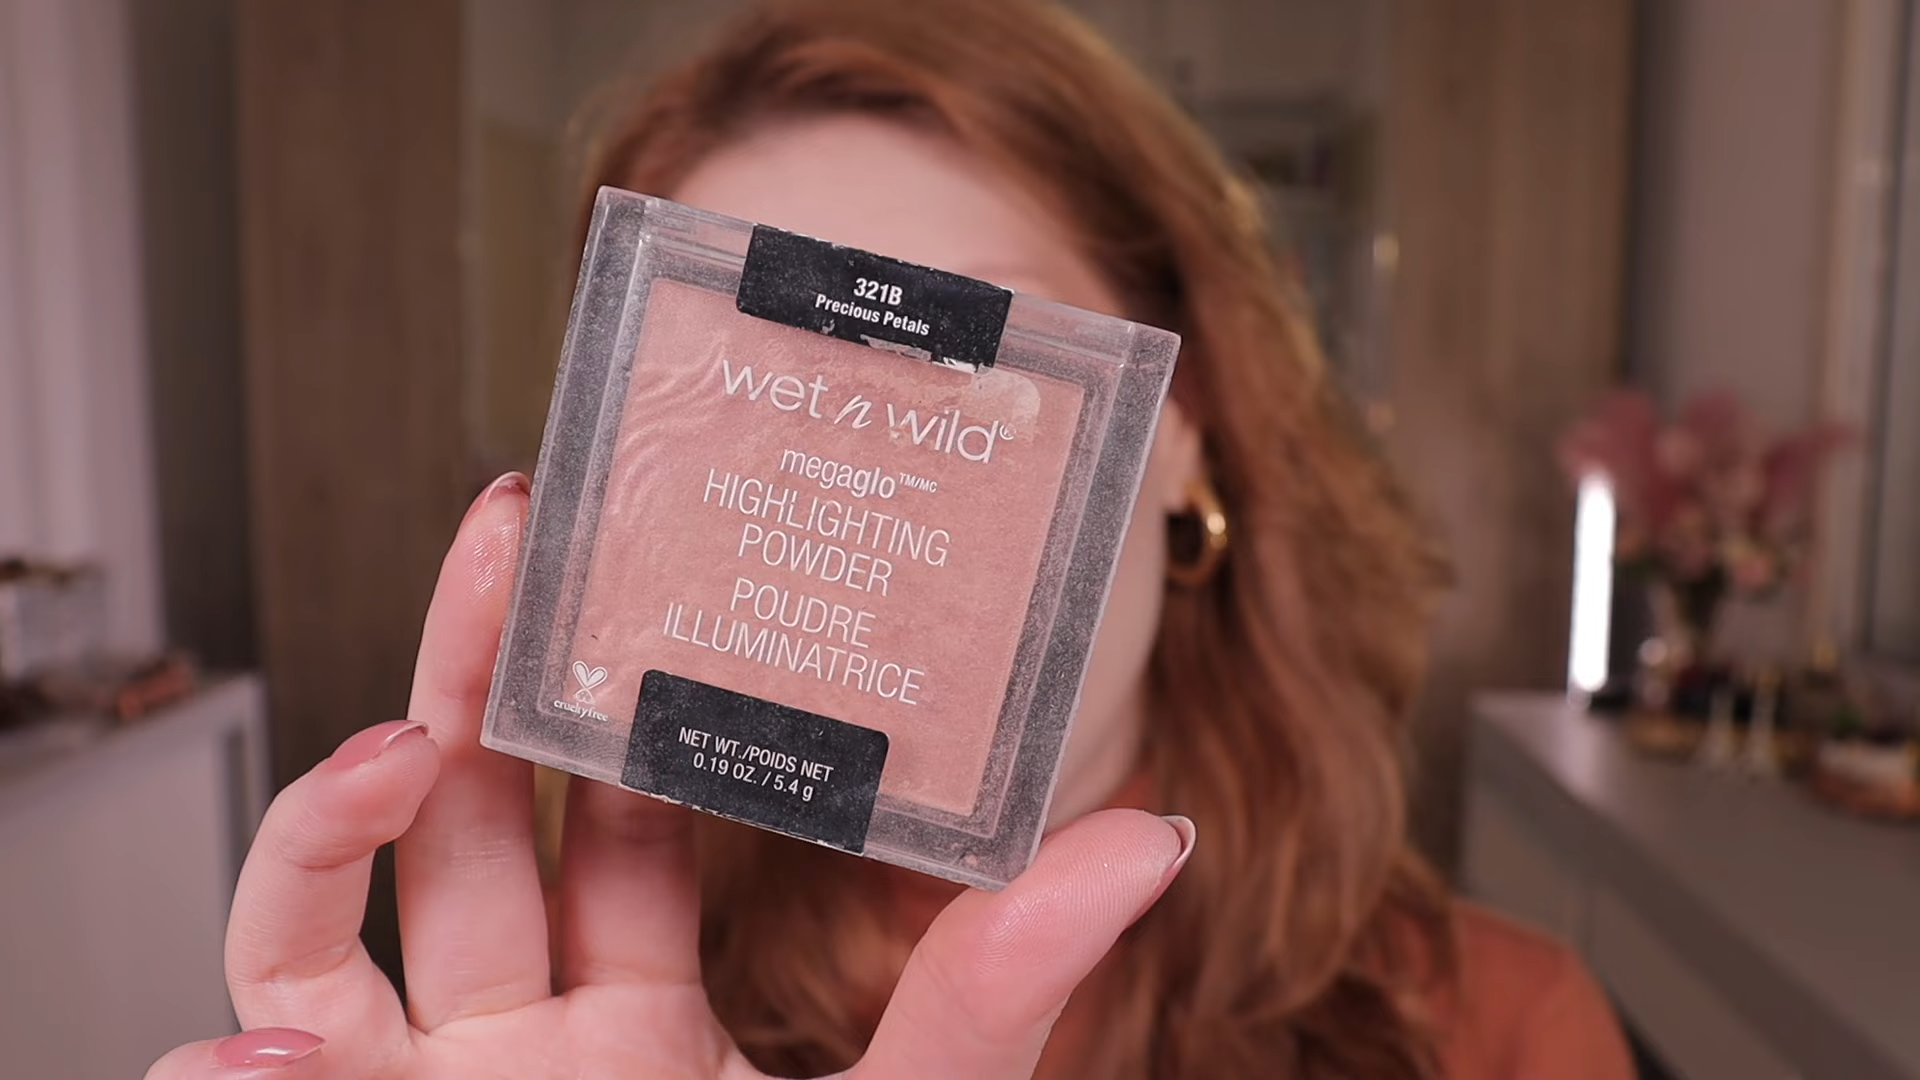 321B
Precious Petals
wet n wild®
megaglo™/MC
HIGHLIGHTING
POWDER
POUDRE
ILLUMINATRICE
cruelty free
NET WT./POIDS NET
0.19 OZ. / 5.4 g